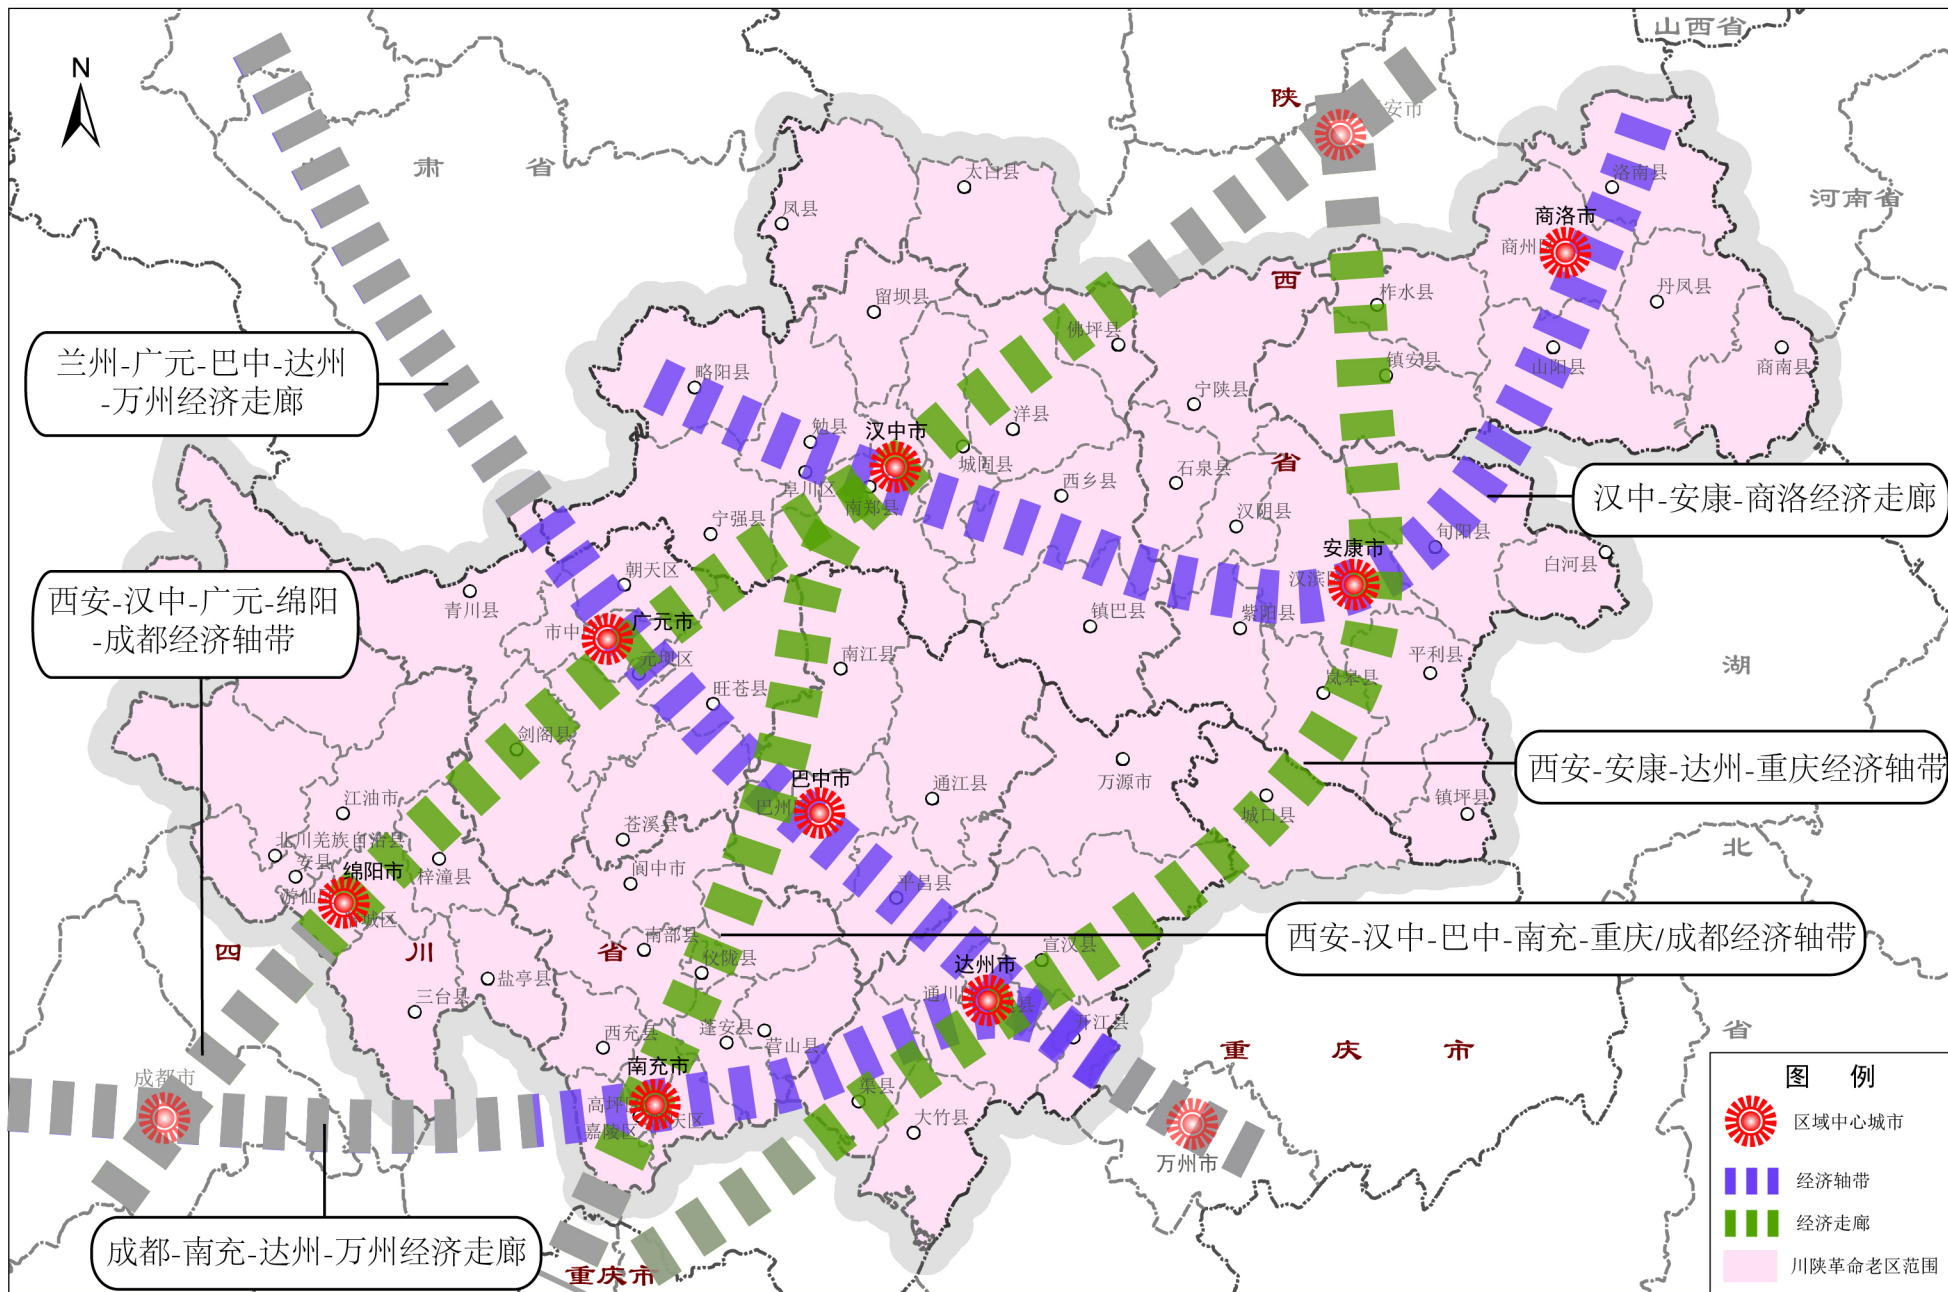 山西省
N
陕
安市
肃
省
太白县
洛南县
河南省
凤县
商洛市
商州
西
留坝县
柞水县
丹凤县
佛坪县
兰州-广元-巴中-达州
-万州经济走廊
略阳县
镇安县
山阳县
商南县
宁陕县
勉县
汉中市
洋县
城固县
省
石泉县
西乡县
南郑县
汉中-安康-商洛经济走廊
宁强县
汉阴县
旬阳县
安康市
汉滨
白河县
朝天区
青川县
西安-汉中-广元-绵阳
-成都经济轴带
广元市
市中
元坝区
镇巴县
紫阳县
南江县
平利县
湖
旺苍县
岚皋县
剑阁县
巴中市
巴州
通江县
万源市
西安-安康-达州-重庆经济轴带
江油市
城口县
镇坪县
北川羌族自治县
苍溪县
安县
绵阳市
梓潼县
阆中市
北
游仙
城区
平昌县
四
川
省
南部县
宣汉县
西安-汉中-巴中-南充-重庆/成都经济轴带
仪陇县
达州市
盐亭县
通川
三台县
县
蓬安县
西充县
营山县
开江县
重
庆
市
省
成都市
南充市
图 例
高坪
渠县
嘉陵区
天区
大竹县
区域中心城市
万州市
经济轴带
成都-南充-达州-万州经济走廊
经济走廊
重庆市
川陕革命老区范围